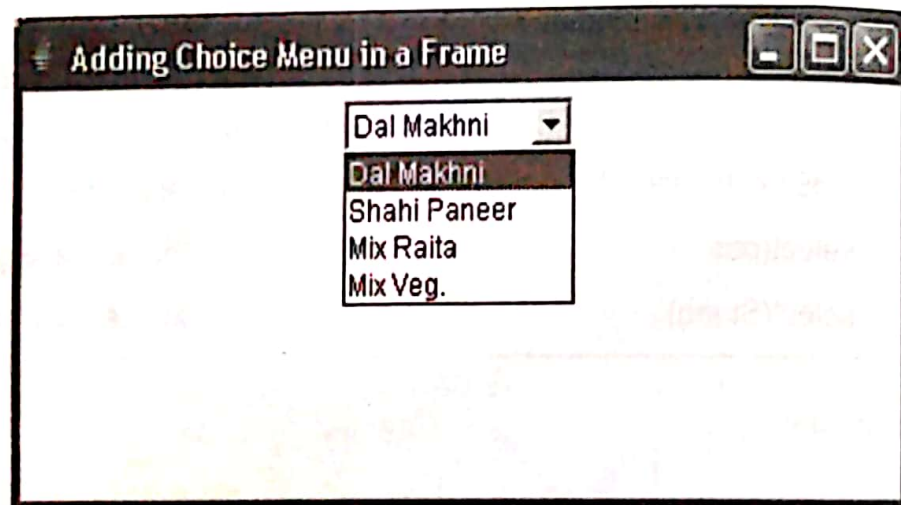 Adding Choice Menu in a Frame
Dal Makhni
Dal Makhni
Shahi Paneer
Mix Raita
Mix Veg.